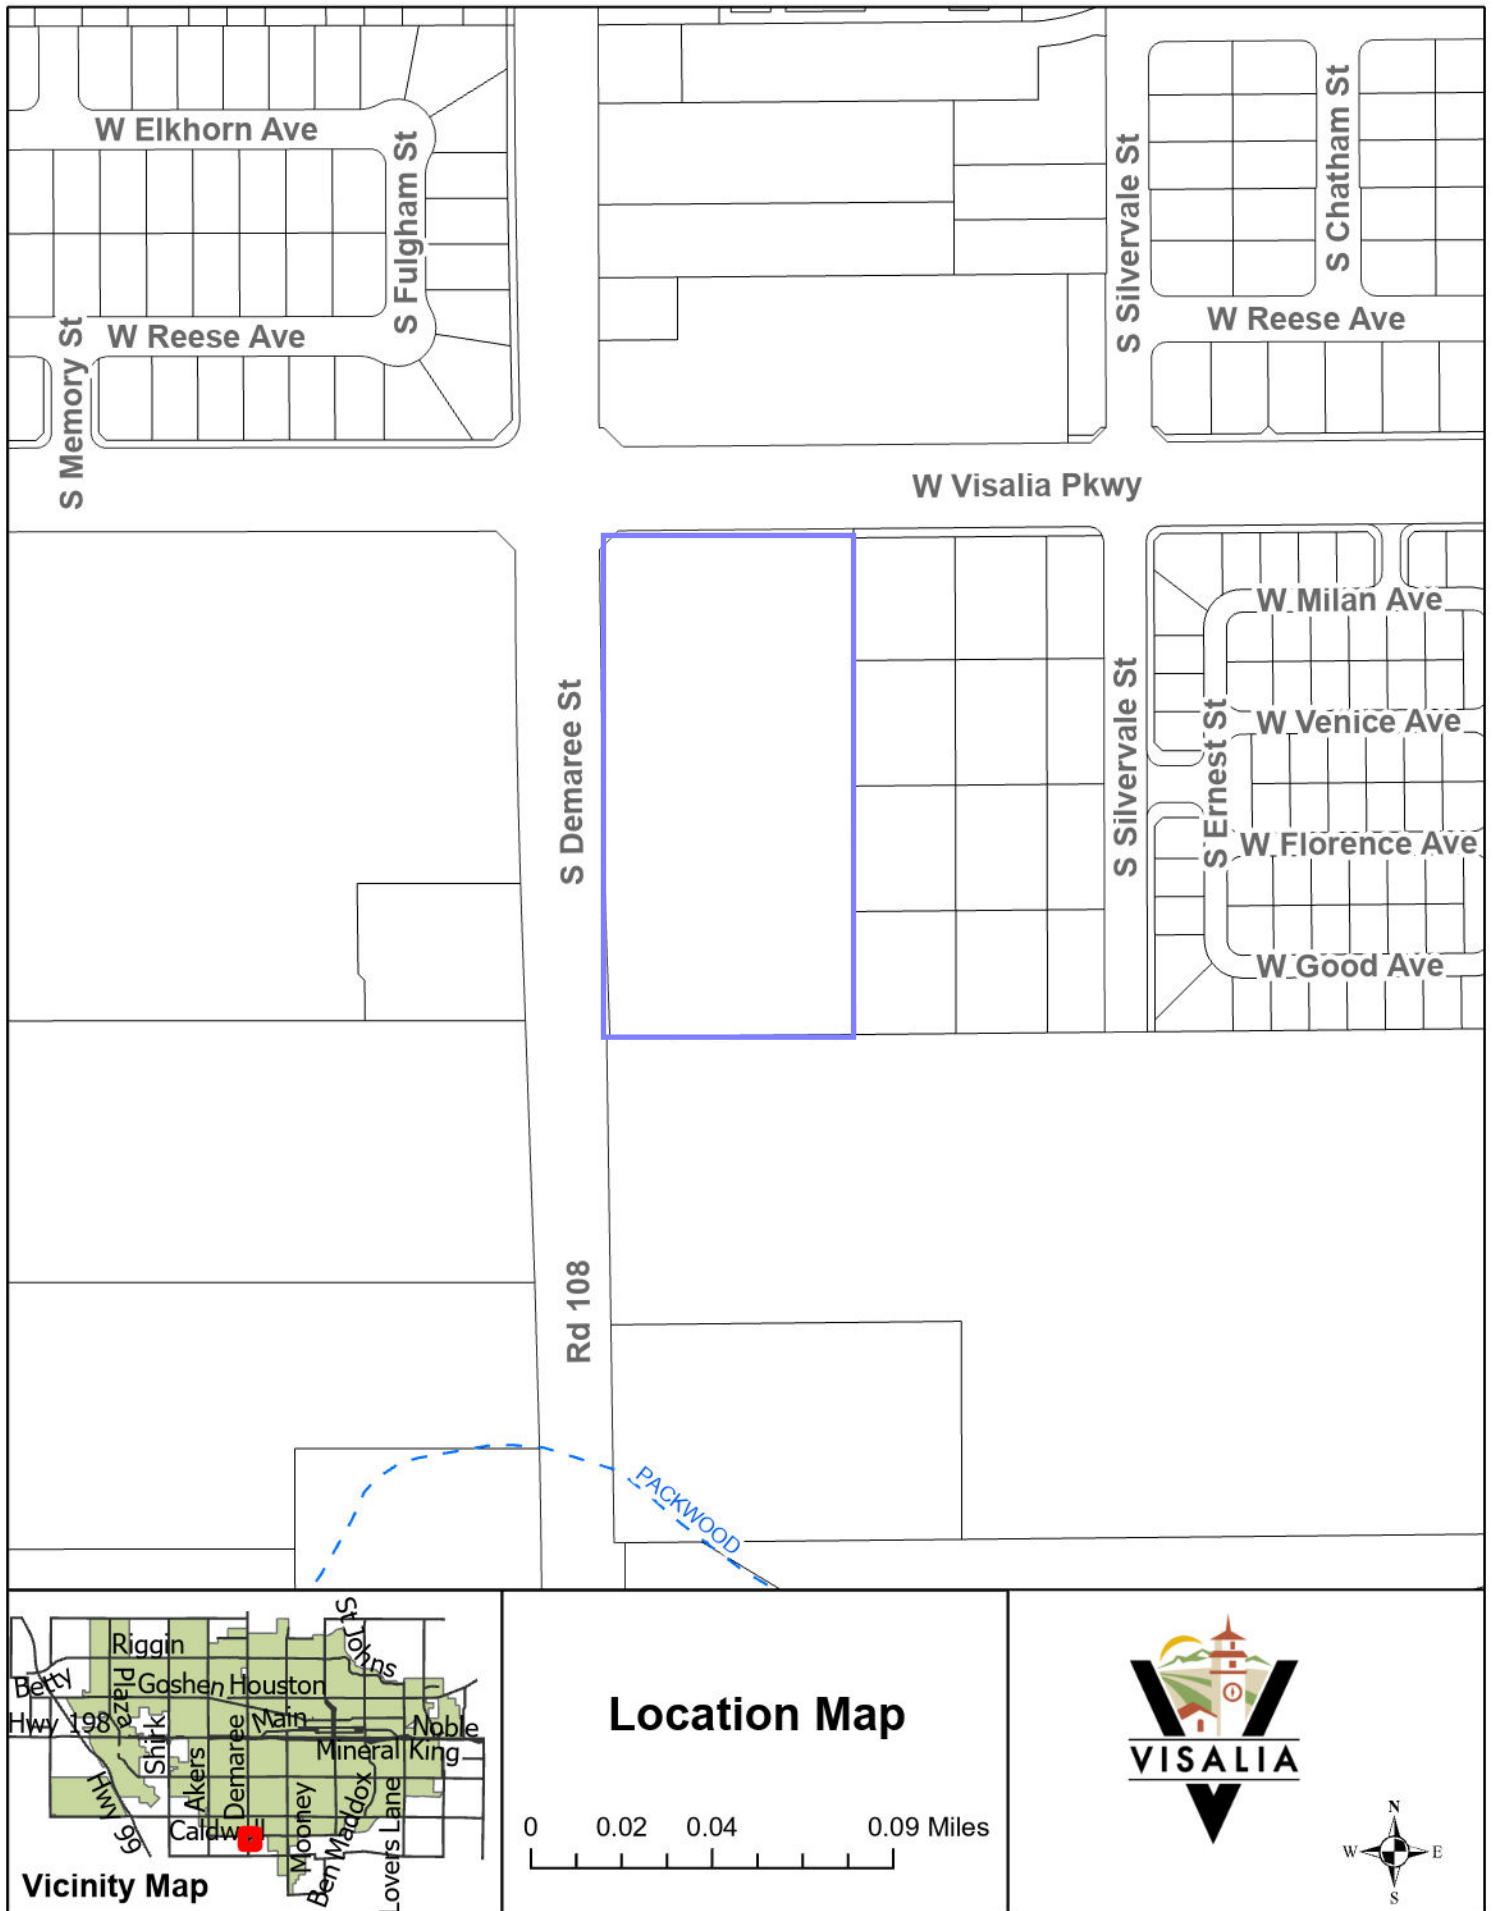 W Elkhorn Ave
S Fulgham St
S Silvervale St
S Chatham St
W Reese Ave
W Reese Ave
S Memory St
W Visalia Pkwy
W Milan Ave
S Demaree St
S Silvervale St
S Ernest St
W Venice Ave
W Florence Ave
W Good Ave
Rd 108
PACKWOOD
Riggin
St Johns
Betty
Plaza
Goshen
Houston
Hwy 198
Main
Noble
Shirk
Mineral King
Akers
Demaree
Hwy 99
Mooney
Ben Maddox
Lovers Lane
Caldwell
Vicinity Map
Location Map
0 0.02 0.04 0.09 Miles
VISALIA
N
W E
S